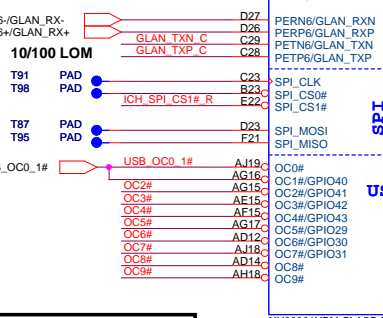 6-/GLAN_RX- D27 PERN6/GLAN_RXN
6+/GLAN_RX+ D26 PERP6/GLAN_RXP
GLAN_TXN_C C29 PETN6/GLAN_TXN
10/100 LOM GLAN_TXP_C C28 PETP6/GLAN_TXP
T91 PAD C23 SPI_CLK
T98 PAD B23 SPI_CS0#
ICH_SPI_CS1#_R E22 SPI_CS1#
SPI
T87 PAD D23 SPI_MOSI
T95 PAD F21 SPI_MISO
_OC0_1# USB_OC0_1# AJ19 OC0#
AG16 OC1#/GPIO40
OC2# AG15 OC2#/GPIO41
OC3# AE15 OC3#/GPIO42
OC4# AF15 OC4#/GPIO43
OC5# AG17 OC5#/GPIO29
OC6# AD12 OC6#/GPIO30
OC7# AJ18 OC7#/GPIO31
OC8# AD14 OC8#
OC9# AH18 OC9#
US